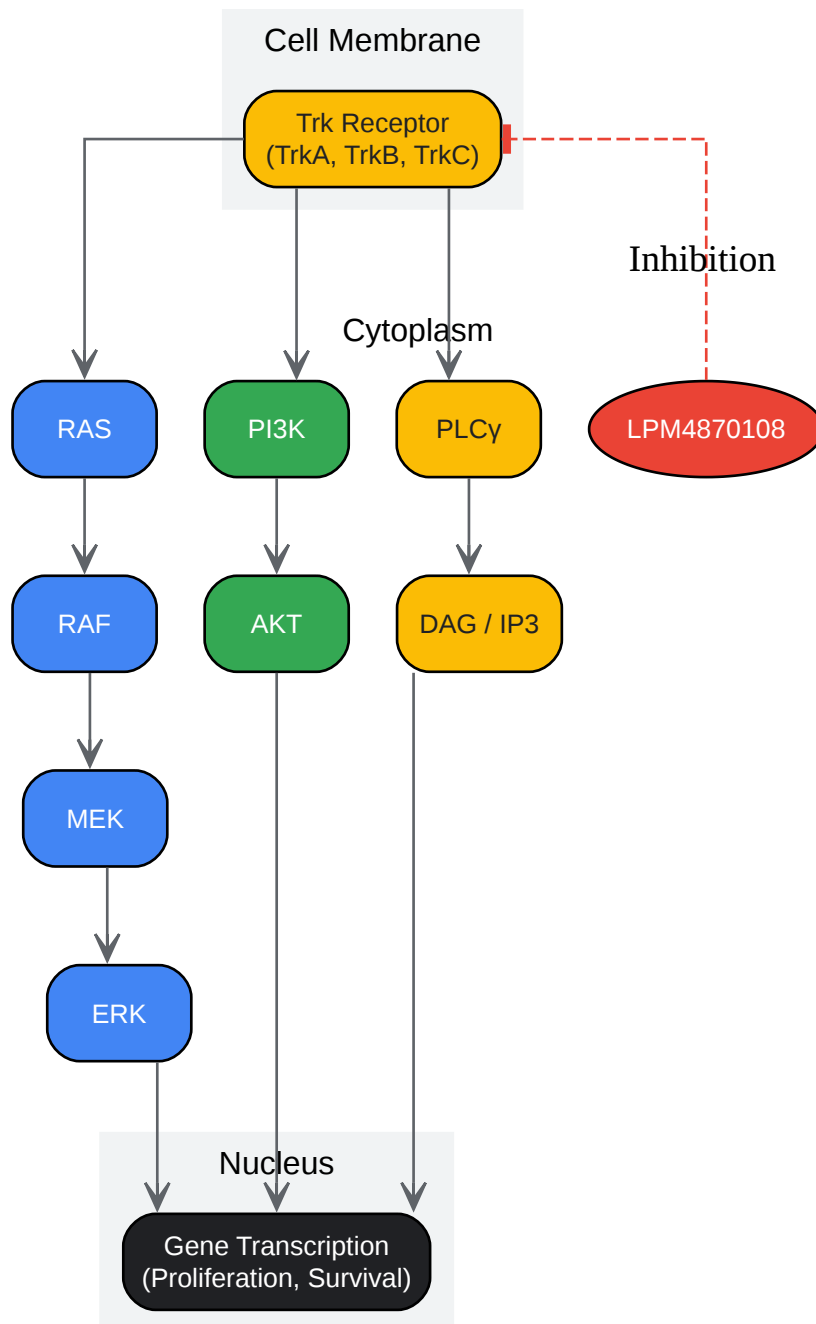 Cell Membrane
Trk Receptor
(TrkA, TrkB, TrkC)
Inhibition
Cytoplasm
RAS
PI3K
PLCγ
LPM4870108
RAF
AKT
DAG / IP3
MEK
ERK
Nucleus
Gene Transcription
(Proliferation, Survival)